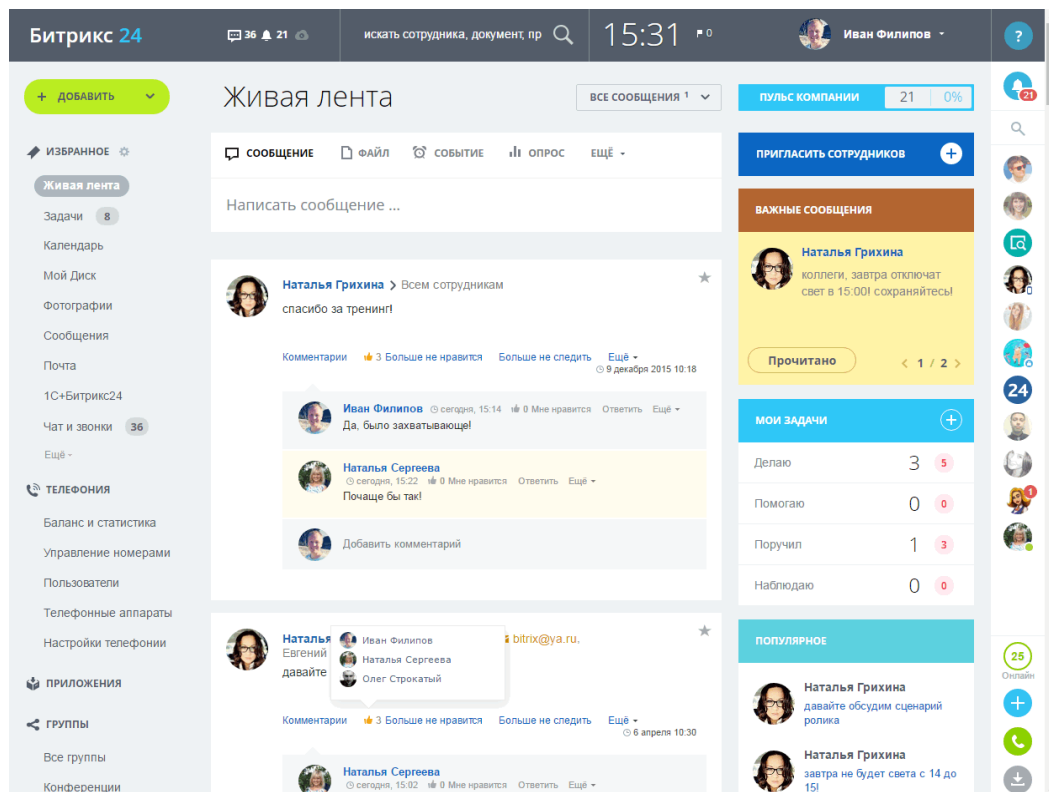 Битрикс 24
36 21
искать сотрудника, документ, пр
15:31
0
Иван Филипов
?
+ ДОБАВИТЬ
ИЗБРАННОЕ
Живая лента
Задачи 8
Календарь
Мой Диск
Фотографии
Сообщения
Почта
1С+Битрикс24
Чат и звонки 36
Ещё
ТЕЛЕФОНИЯ
Баланс и статистика
Управление номерами
Пользователи
Телефонные аппараты
Настройки телефонии
ПРИЛОЖЕНИЯ
ГРУППЫ
Все группы
Конференции
Живая лента
ВСЕ СООБЩЕНИЯ 1
СООБЩЕНИЕ ФАЙЛ СОБЫТИЕ ОПРОС ЕЩЁ
Написать сообщение ...
Наталья Грихина > Всем сотрудникам
спасибо за тренинг!
Комментарии 3 Больше не нравится Больше не следить Ещё
9 декабря 2015 10:18
Иван Филипов сегодня, 15:14 0 Мне нравится Ответить Ещё
Да, было захватывающе!
Наталья Сергеева
сегодня, 15:22 0 Мне нравится Ответить Ещё
Почаще бы так!
Добавить комментарий
Наталья
bitrix@ya.ru.
Евгений
давайте
Иван Филипов
Наталья Сергеева
Олег Строкатый
Комментарии 3 Больше не нравится Больше не следить Ещё
6 апреля 10:30
Наталья Сергеева
сегодня, 15:02 0 Мне нравится Ответить Ещё
ПУЛЬС КОМПАНИИ 21 0%
ПРИГЛАСИТЬ СОТРУДНИКОВ +
ВАЖНЫЕ СООБЩЕНИЯ
Наталья Грихина
коллеги, завтра отключат
свет в 15:00! сохраняйтесь!
Прочитано < 1 / 2 >
МОИ ЗАДАЧИ +
Делаю 3 5
Помогаю 0 0
Поручил 1 3
Наблюдаю 0 0
ПОПУЛЯРНОЕ
Наталья Грихина
давайте обсудим сценарий
ролика
Наталья Грихина
завтра не будет света с 14 до
15!
21
24
1
25
Онлайн
+